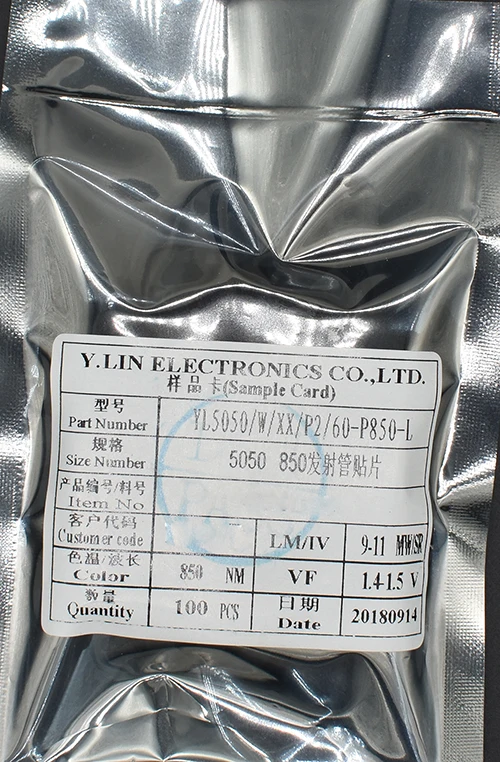 Y.LIN ELECTRONICS CO.,LTD.
样品卡(Sample Card)
型号
Part Number
YL5050/W/XX/P2/60-P850-L
规格
Size Number
5050 850发射管贴片
产品编号/料号
Item No
客户代码
Customer code
LM/IV
9-11 MW/SR
色温/波长
Color
850 NM
VF
1.4-1.5 V
数量
Quantity
100 PCS
日期
Date
20180914